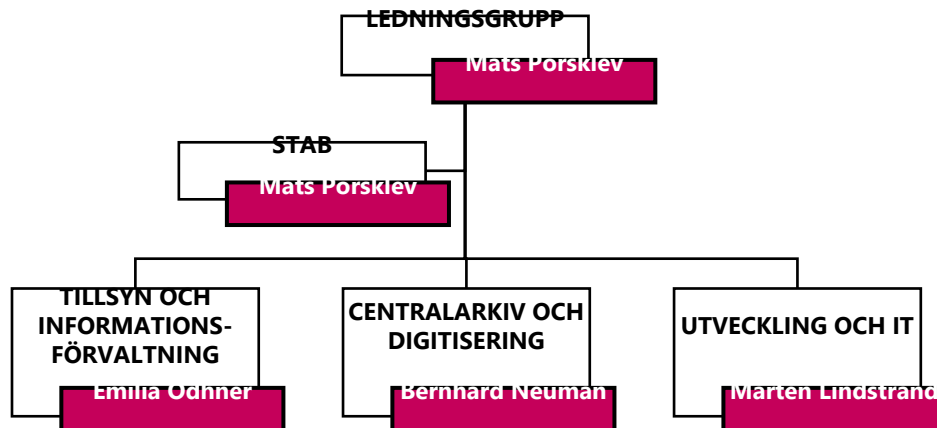 LEDNINGSGRUPP
Mats Porsklev
STAB
Mats Porsklev
TILLSYN OCH
INFORMATIONS-
FÖRVALTNING
Emilia Odhner
CENTRALARKIV OCH
DIGITISERING
Bernhard Neuman
UTVECKLING OCH IT
Mårten Lindstrand